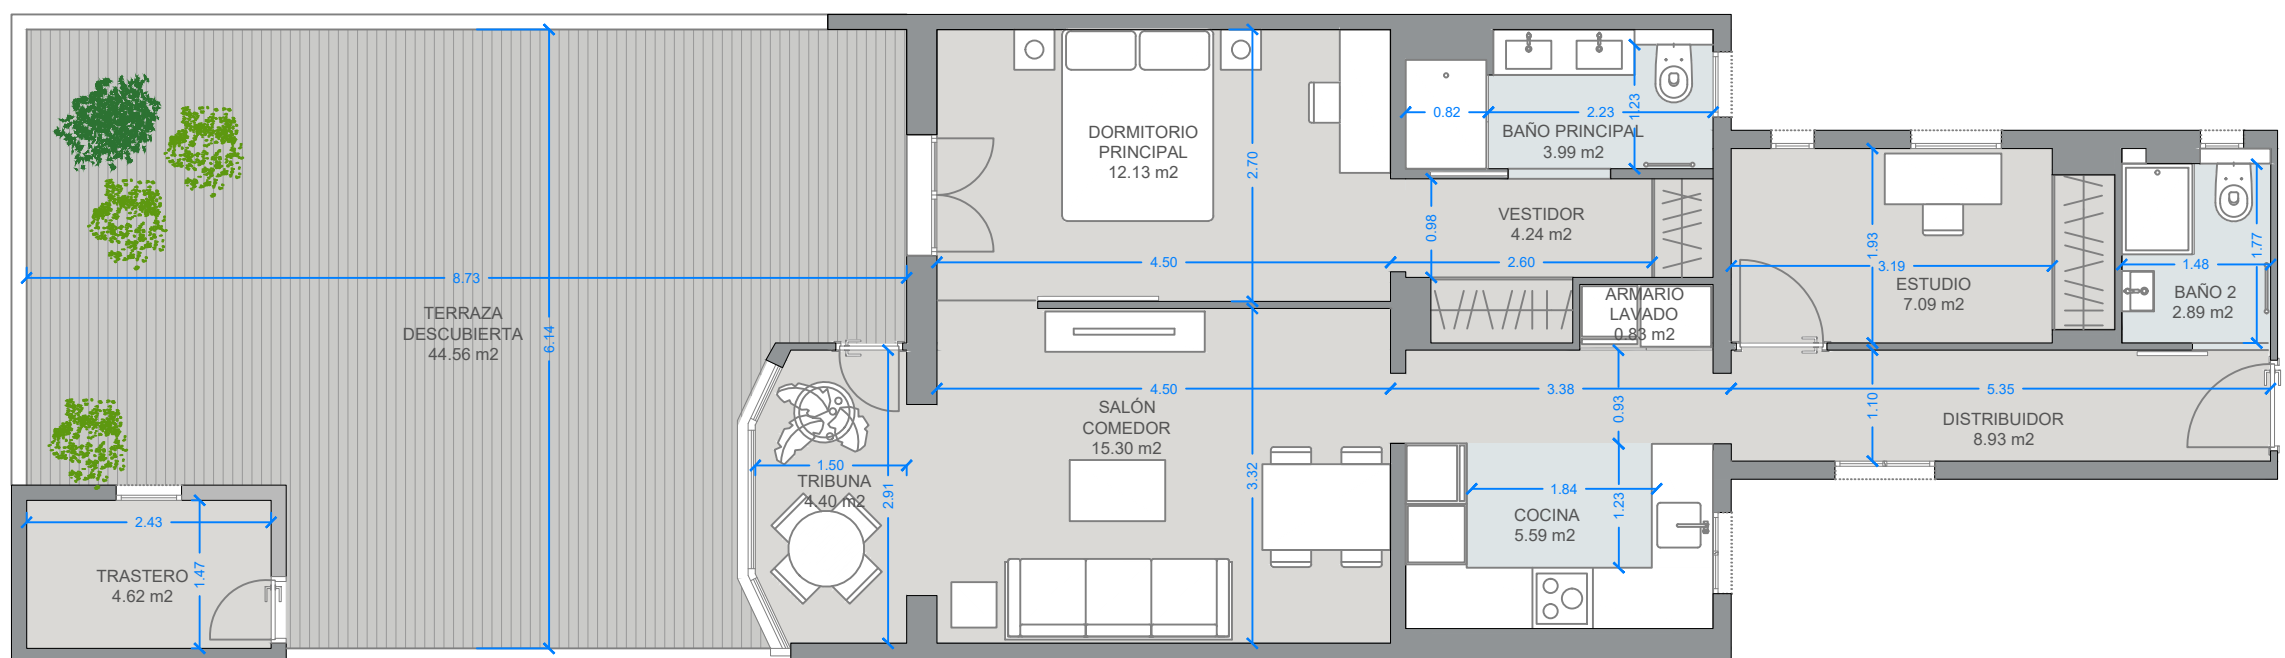 DORMITORIO
PRINCIPAL
12.13 m2
2.70
4.50
0.82
2.23
1.23
BAÑO PRINCIPAL
3.99 m2
VESTIDOR
4.24 m2
0.98
2.60
ARMARIO
LAVADO
0.83 m2
1.93
3.19
ESTUDIO
7.09 m2
1.48
1.77
BAÑO 2
2.89 m2
8.73
6.14
TERRAZA
DESCUBIERTA
44.56 m2
4.50
SALÓN
COMEDOR
15.30 m2
3.32
1.50
TRIBUNA
4.40 m2
2.91
3.38
0.93
1.84
1.23
COCINA
5.59 m2
5.35
1.10
DISTRIBUIDOR
8.93 m2
2.43
1.47
TRASTERO
4.62 m2